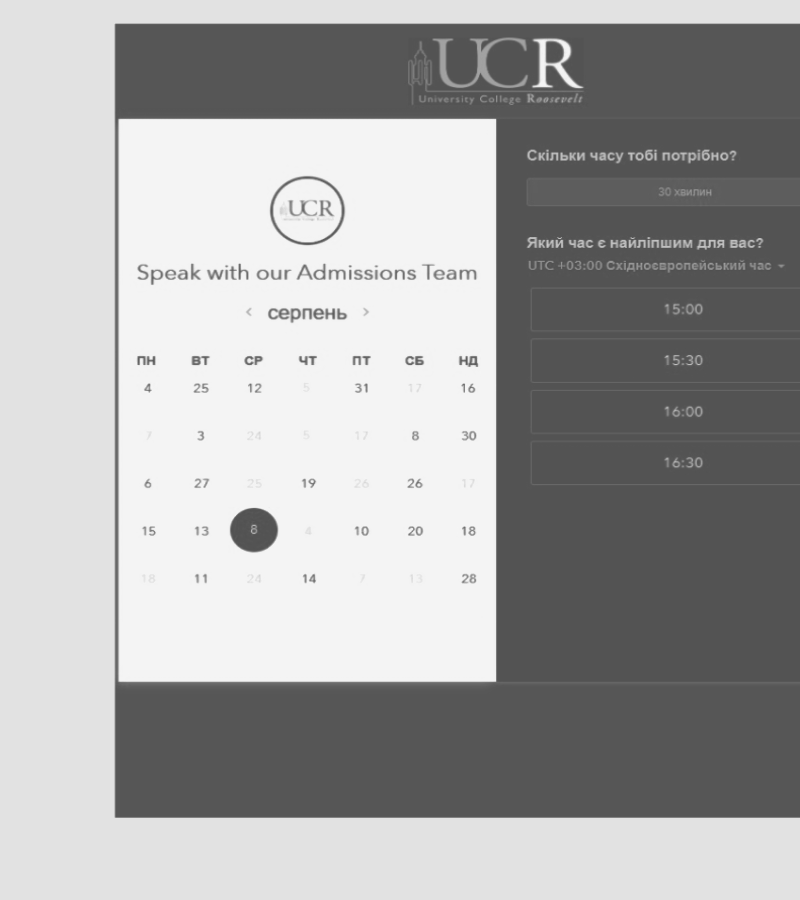 UCR
University College Roosevelt
UCR
Speak with our Admissions Team
‹ серпень ›
ПН ВТ СР ЧТ ПТ СБ НД
4 25 12 5 31 17 16
7 3 24 5 17 8 30
6 27 25 19 26 26 17
15 13 8 4 10 20 18
18 11 24 14 7 13 28
Скільки часу тобі потрібно?
30 хвилин
Який час є найліпшим для вас?
UTC +03:00 Східноєвропейський час
15:00
15:30
16:00
16:30